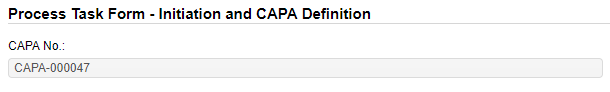 Process Task Form - Initiation and CAPA Definition
CAPA No.:
CAPA-000047